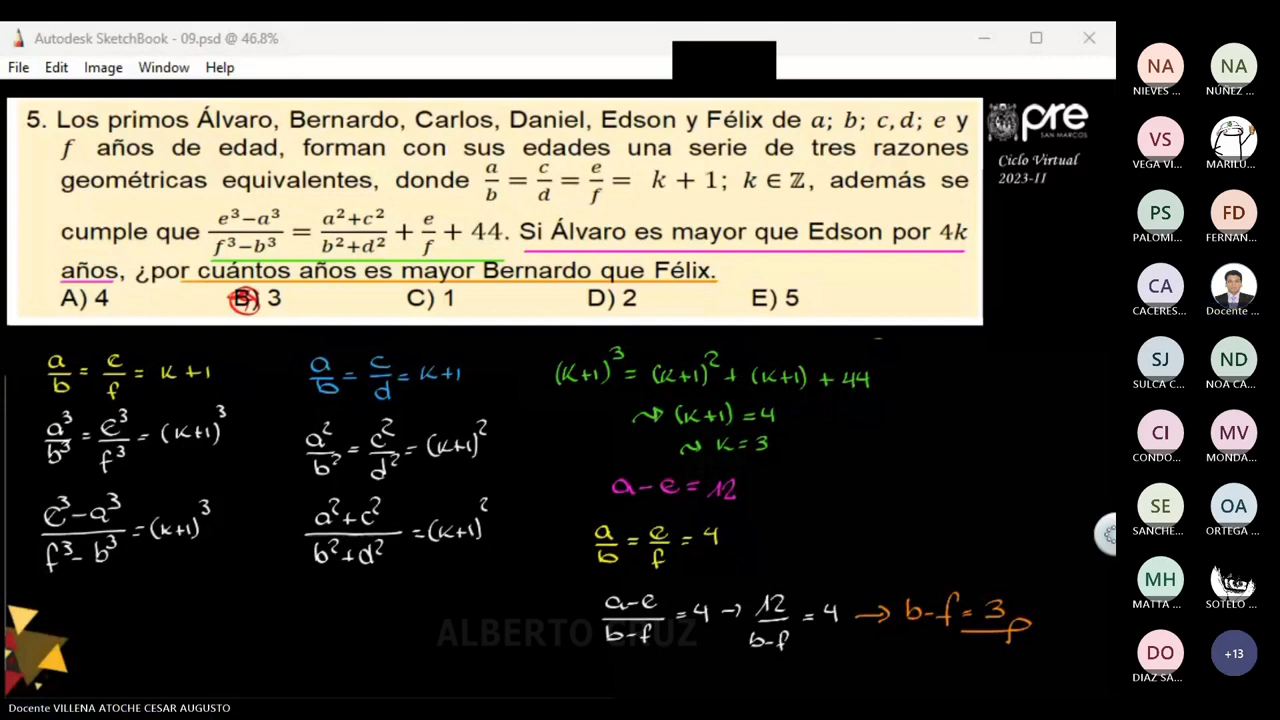 Autodesk SketchBook - 09.psd @ 46.8%
File Edit Image Window Help
5. Los primos Álvaro, Bernardo, Carlos, Daniel, Edson y Félix de a; b; c, d; e y
f años de edad, forman con sus edades una serie de tres razones
geométricas equivalentes, donde a/b = c/d = e/f = k + 1; k ∈ ℤ, además se
cumple que (e³−a³)/(f³−b³) = (a²+c²)/(b²+d²) + e/f + 44. Si Álvaro es mayor que Edson por 4k
años, ¿por cuántos años es mayor Bernardo que Félix.
A) 4 B) 3 C) 1 D) 2 E) 5
pre
SAN MARCOS
Ciclo Virtual
2023-II
a/b = e/f = k+1
a³/b³ = e³/f³ = (k+1)³
(e³-a³)/(f³-b³) = (k+1)³
a/b = c/d = k+1
a²/b² = c²/d² = (k+1)²
(a²+c²)/(b²+d²) = (k+1)²
(k+1)³ = (k+1)² + (k+1) + 44
↝ (k+1) = 4
↝ k = 3
a-e = 12
a/b = e/f = 4
(a-e)/(b-f) = 4 → 12/(b-f) = 4 → b-f = 3
ALBERTO CRUZ
Docente VILLENA ATOCHE CESAR AUGUSTO
NA NA
NIEVES ... NÚÑEZ ...
VS
VEGA VI... MARILÚ...
PS FD
PALOMI... FERNAN...
CA
CACERES... Docente ...
SJ ND
SULCA C... NOA CA...
CI MV
CONDO... MONDA...
SE OA
SANCHE... ORTEGA ...
MH
MATTA ... SOTELO ...
DO +13
DIAZ SA...